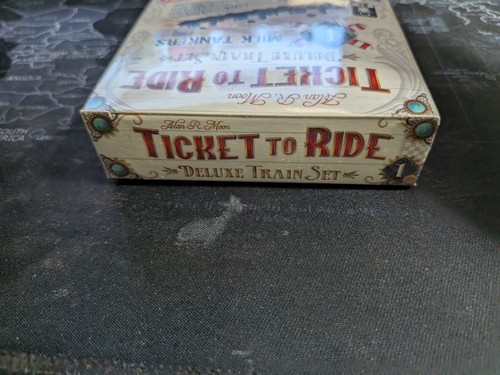 MILK TANKERS
DELUXE TRAIN SET
TICKET TO RIDE
Alan R. Moon
Alan R. Moon
TICKET TO RIDE
DELUXE TRAIN SET
1
SOUTH